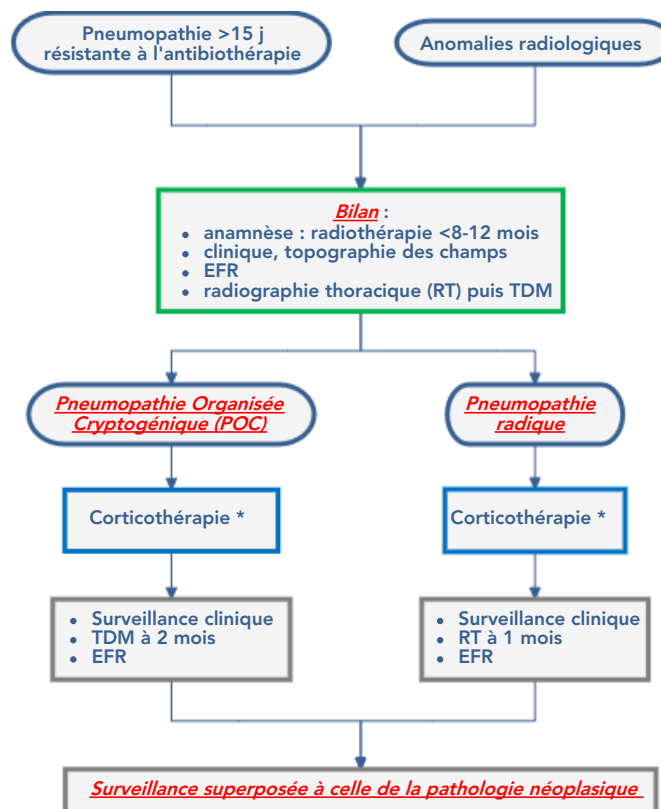 Pneumopathie >15 j
résistante à l'antibiothérapie
Anomalies radiologiques
Bilan :
• anamnèse : radiothérapie <8-12 mois
• clinique, topographie des champs
• EFR
• radiographie thoracique (RT) puis TDM
Pneumopathie Organisée
Cryptogénique (POC)
Pneumopathie
radique
Corticothérapie *
Corticothérapie *
• Surveillance clinique
• TDM à 2 mois
• EFR
• Surveillance clinique
• RT à 1 mois
• EFR
Surveillance superposée à celle de la pathologie néoplasique